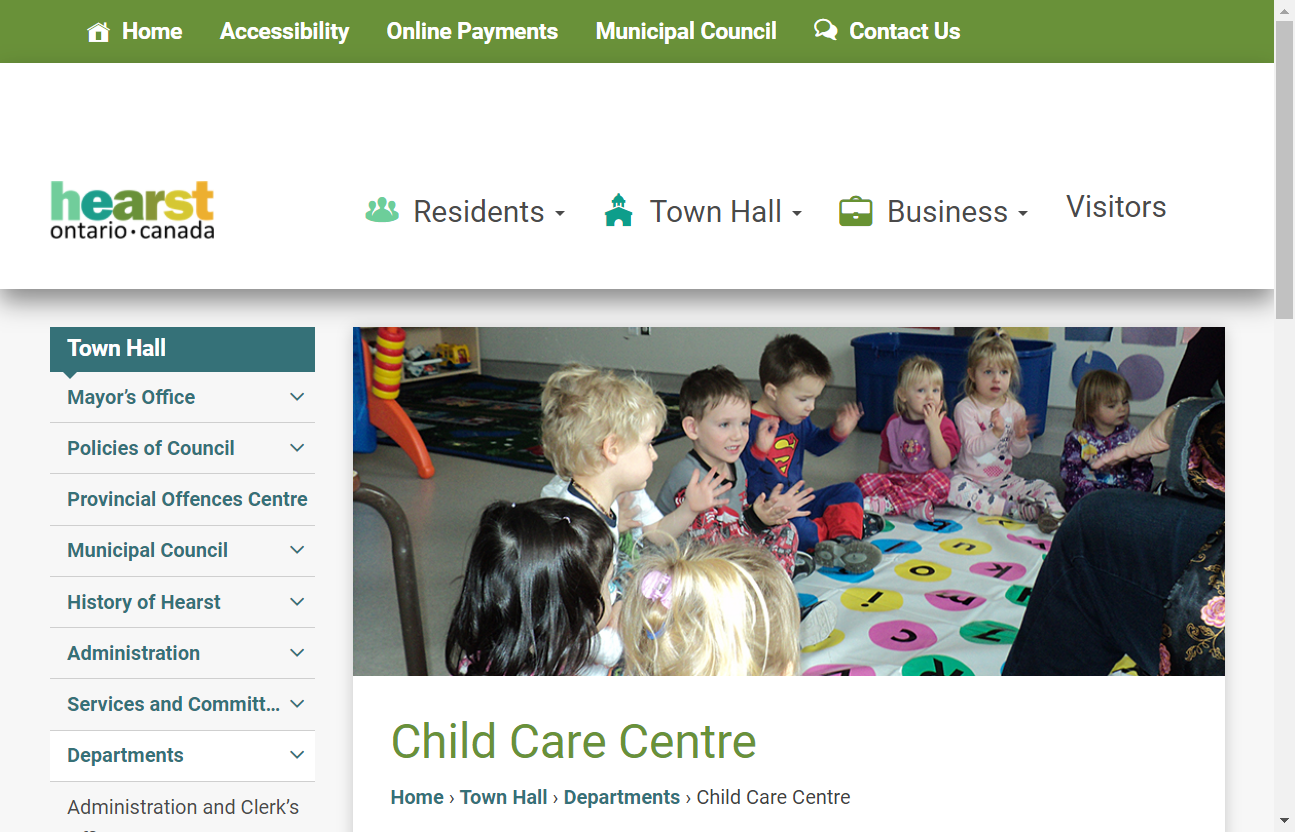 Home Accessibility Online Payments Municipal Council Contact Us
hearst
ontario · canada
Residents Town Hall Business Visitors
Town Hall
Mayor's Office
Policies of Council
Provincial Offences Centre
Municipal Council
History of Hearst
Administration
Services and Committ...
Departments
Administration and Clerk's
Child Care Centre
Home › Town Hall › Departments › Child Care Centre